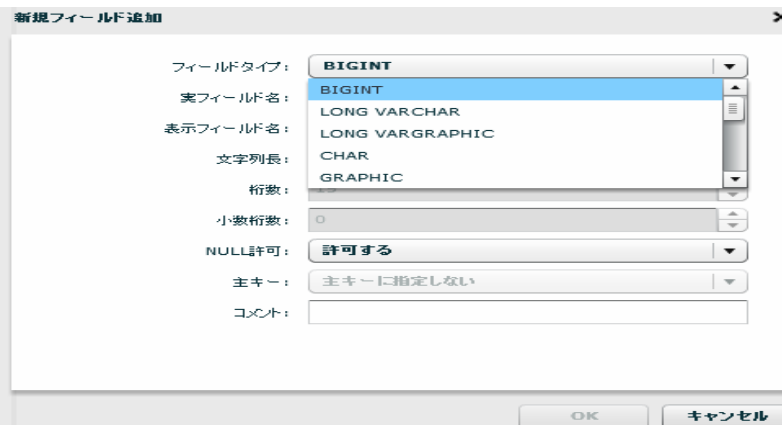 新規フィールド追加
フィールドタイプ: BIGINT
実フィールド名: BIGINT
LONG VARCHAR
表示フィールド名: LONG VARGRAPHIC
文字列長: CHAR
GRAPHIC
桁数:
小数桁数: 0
NULL許可: 許可する
主キー: 主キーに指定しない
コメント:
OK キャンセル